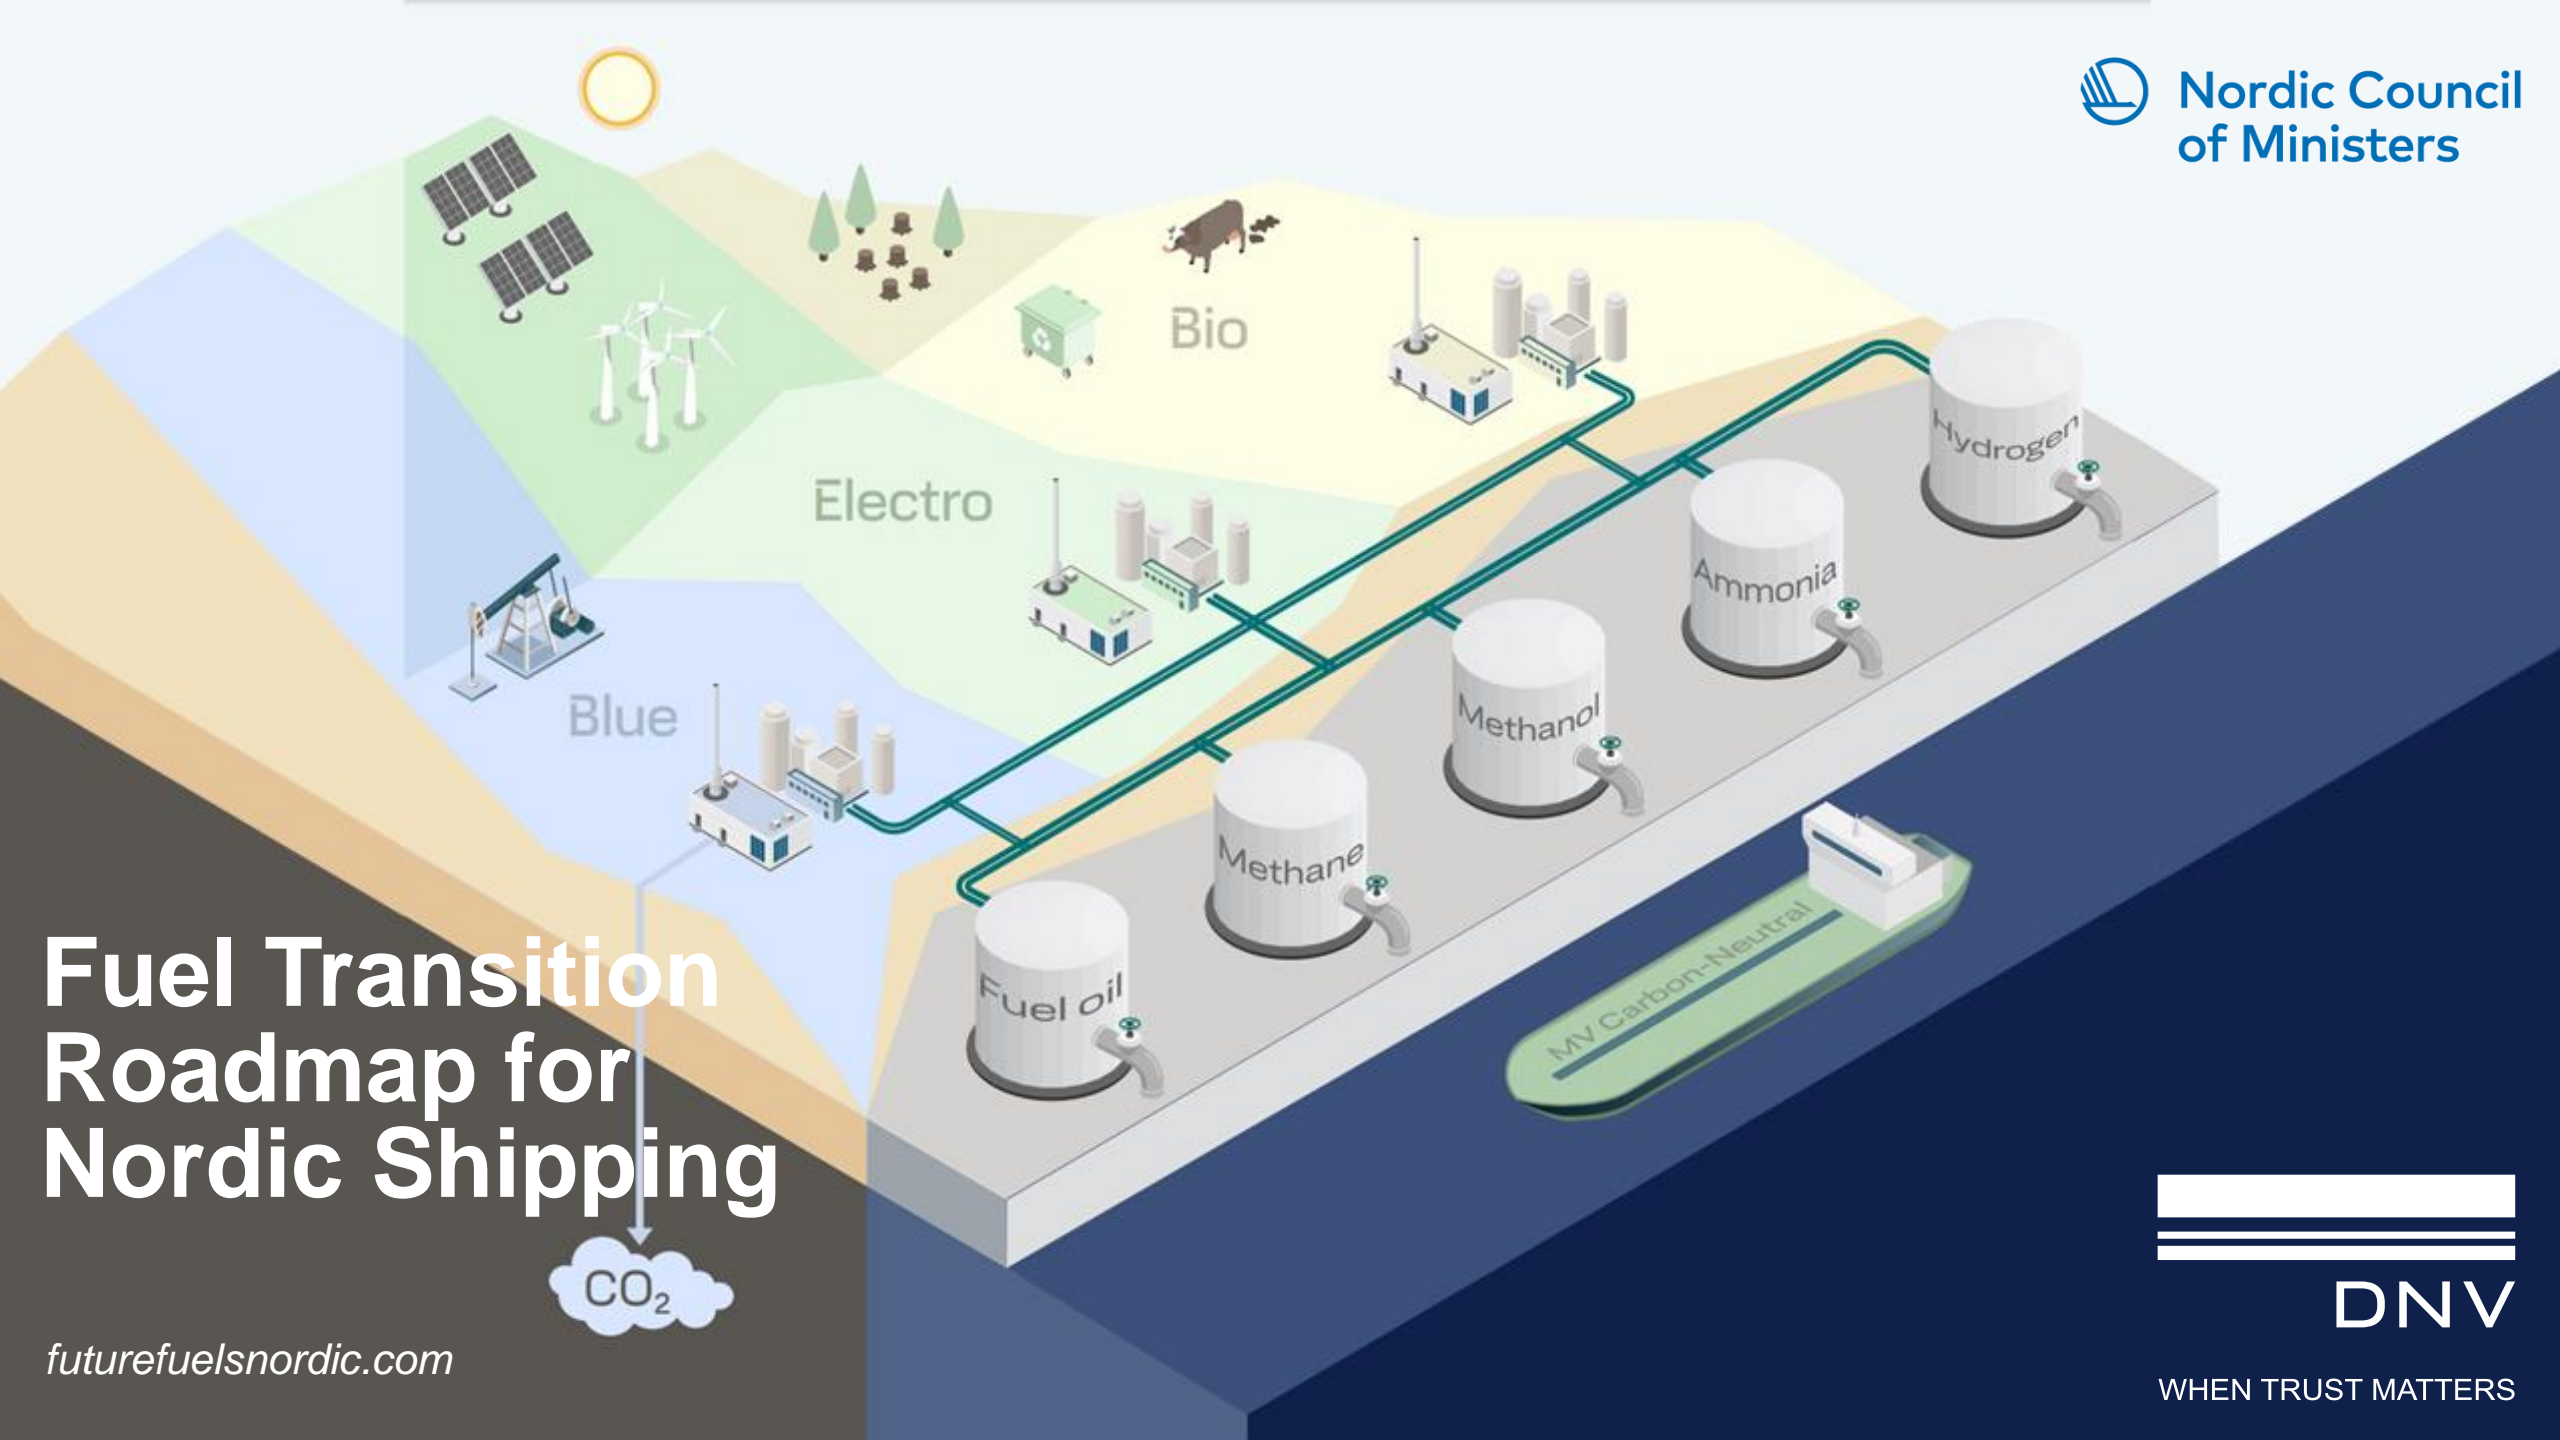 Nordic Council
of Ministers
Bio
Electro
Blue
Hydrogen
Ammonia
Methanol
Methane
Fuel oil
MV Carbon-Neutral
Fuel Transition
Roadmap for
Nordic Shipping
CO₂
futurefuelsnordic.com
DNV
WHEN TRUST MATTERS